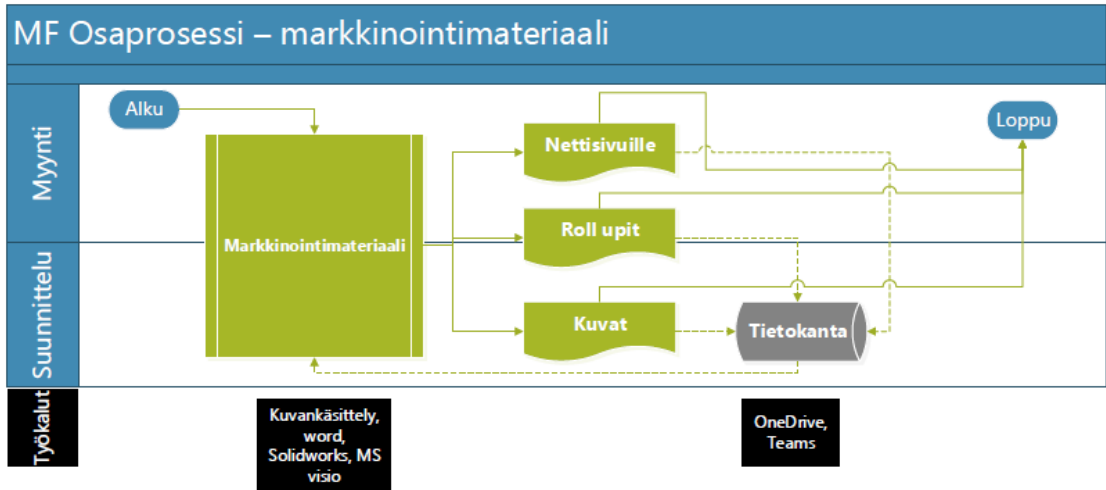 MF Osaprosessi – markkinointimateriaali
Myynti
Alku
Nettisivuille
Loppu
Roll upit
Markkinointimateriaali
Suunnittelu
Kuvat
Tietokanta
Työkalut
Kuvankäsittely,
word,
Solidworks, MS
visio
OneDrive,
Teams